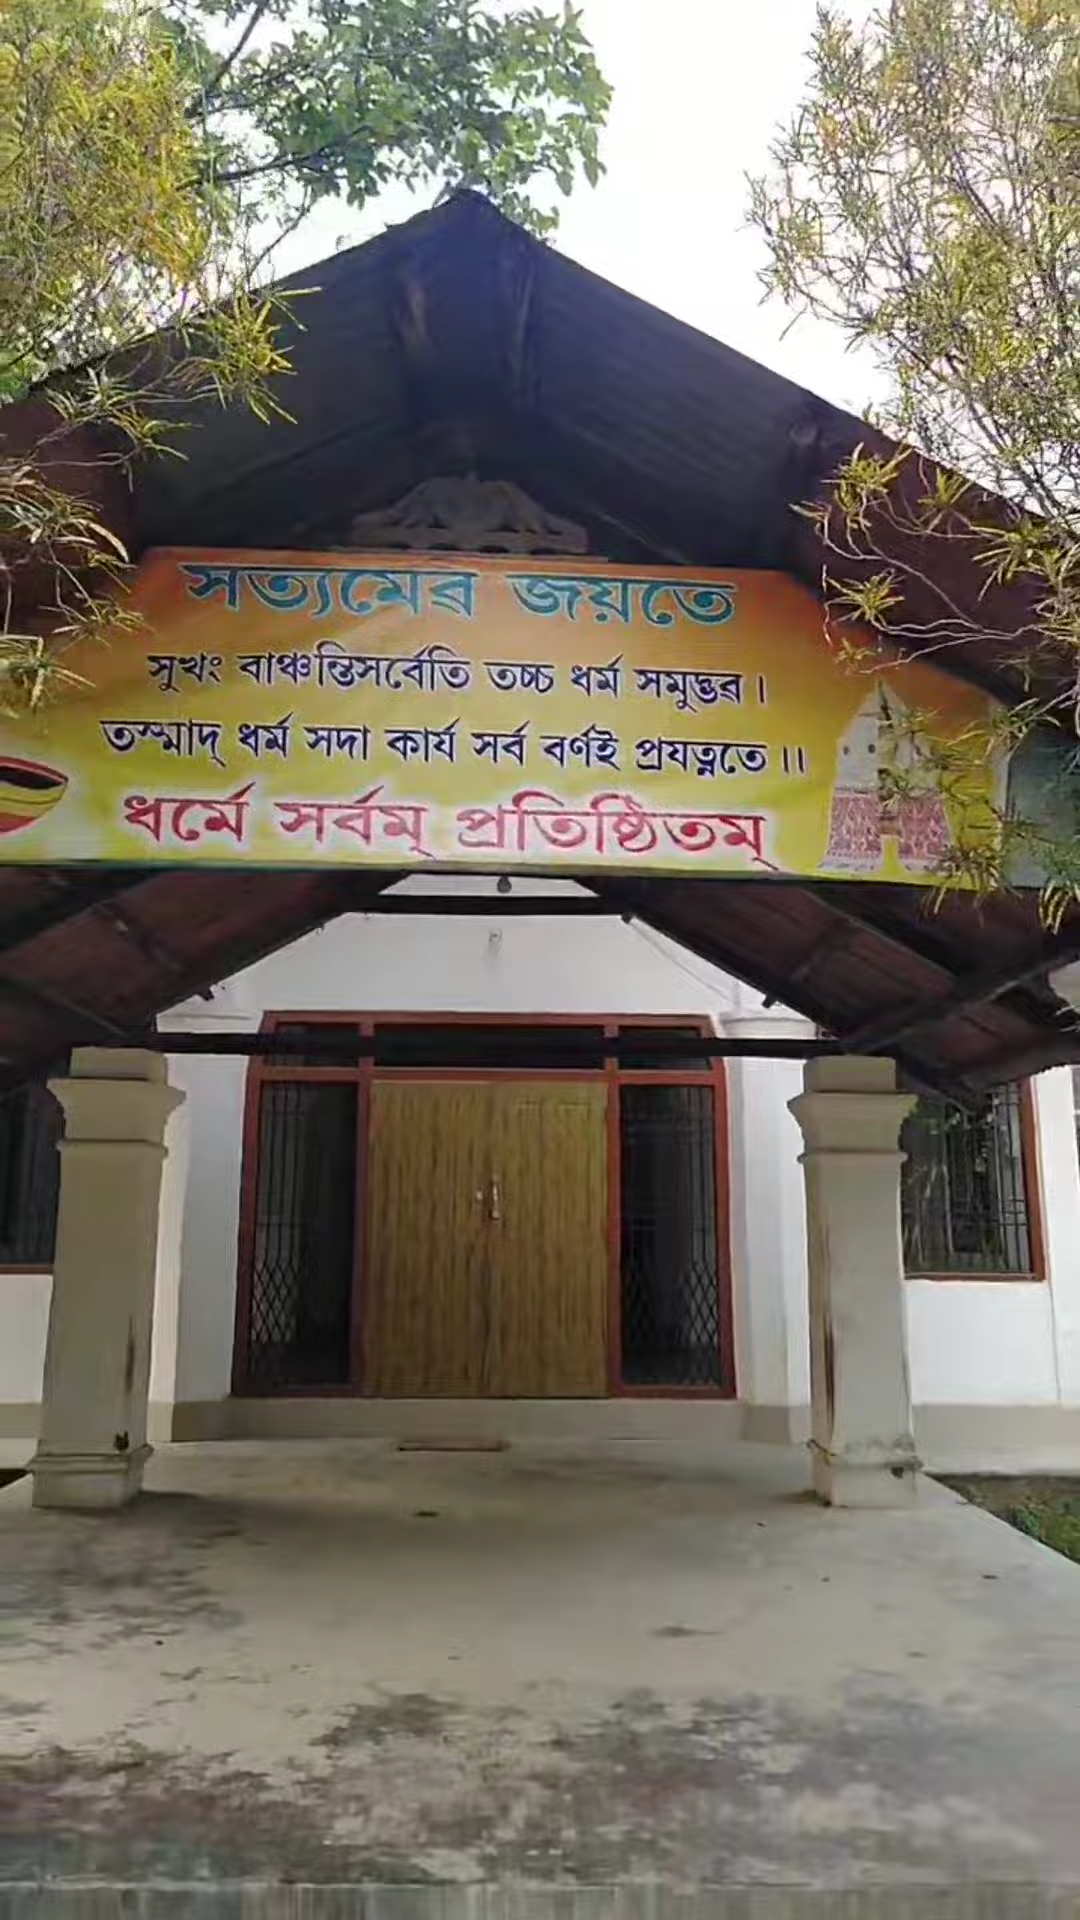 সত্যমেৱ জয়তে
সুখং বাঞ্চন্তিসৰ্বেতি তচ্চ ধৰ্ম সমুদ্ভৱ।
তস্মাদ্ ধৰ্ম সদা কাৰ্য সৰ্ব বৰ্ণই প্ৰযত্নতে।।
ধৰ্মে সৰ্বম্ প্ৰতিষ্ঠিতম্